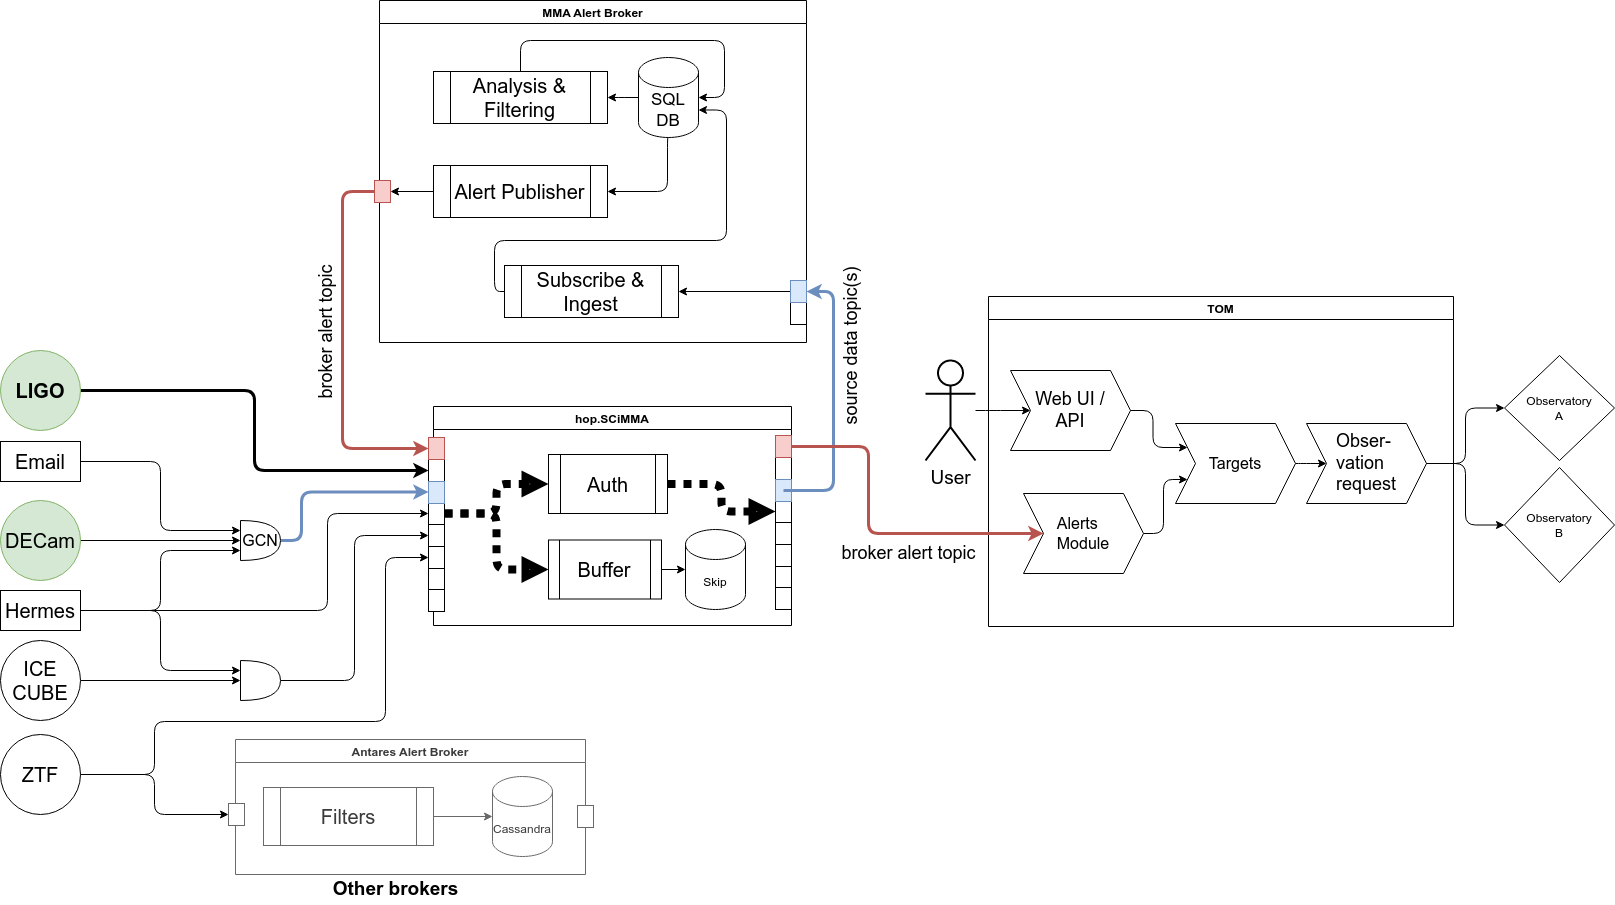 MMA Alert Broker
Analysis &
Filtering
SQL
DB
Alert Publisher
Subscribe &
Ingest
broker alert topic
source data topic(s)
LIGO
Email
DECam
GCN
Hermes
ICE
CUBE
ZTF
hop.SCiMMA
Auth
Buffer
Skip
broker alert topic
User
TOM
Web UI /
API
Alerts
Module
Targets
Obser-
vation
request
Observatory
A
Observatory
B
Antares Alert Broker
Filters
Cassandra
Other brokers